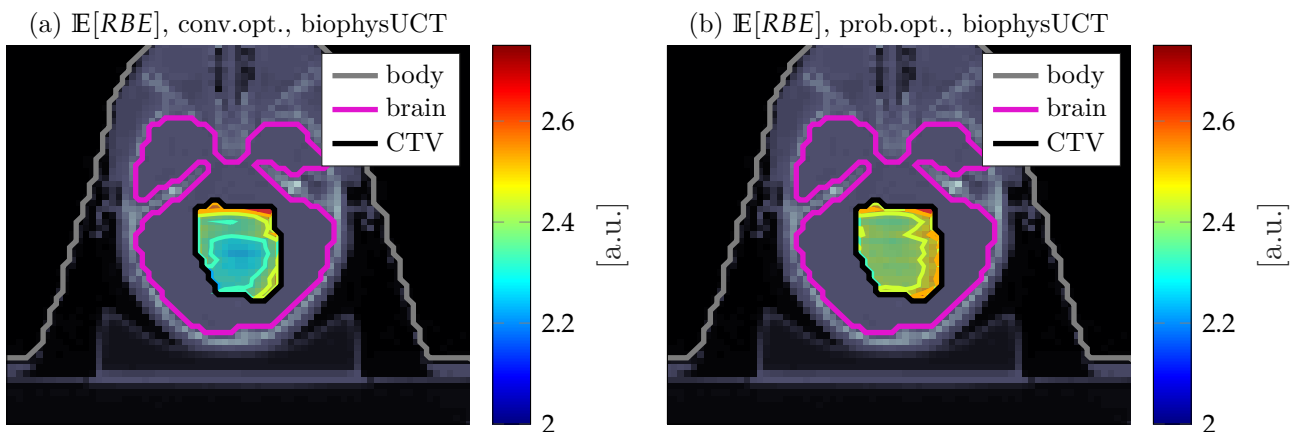 (a) 𝔼[RBE], conv.opt., biophysUCT
body
brain
CTV
2.6
2.4
2.2
2
[a.u.]
(b) 𝔼[RBE], prob.opt., biophysUCT
body
brain
CTV
2.6
2.4
2.2
2
[a.u.]